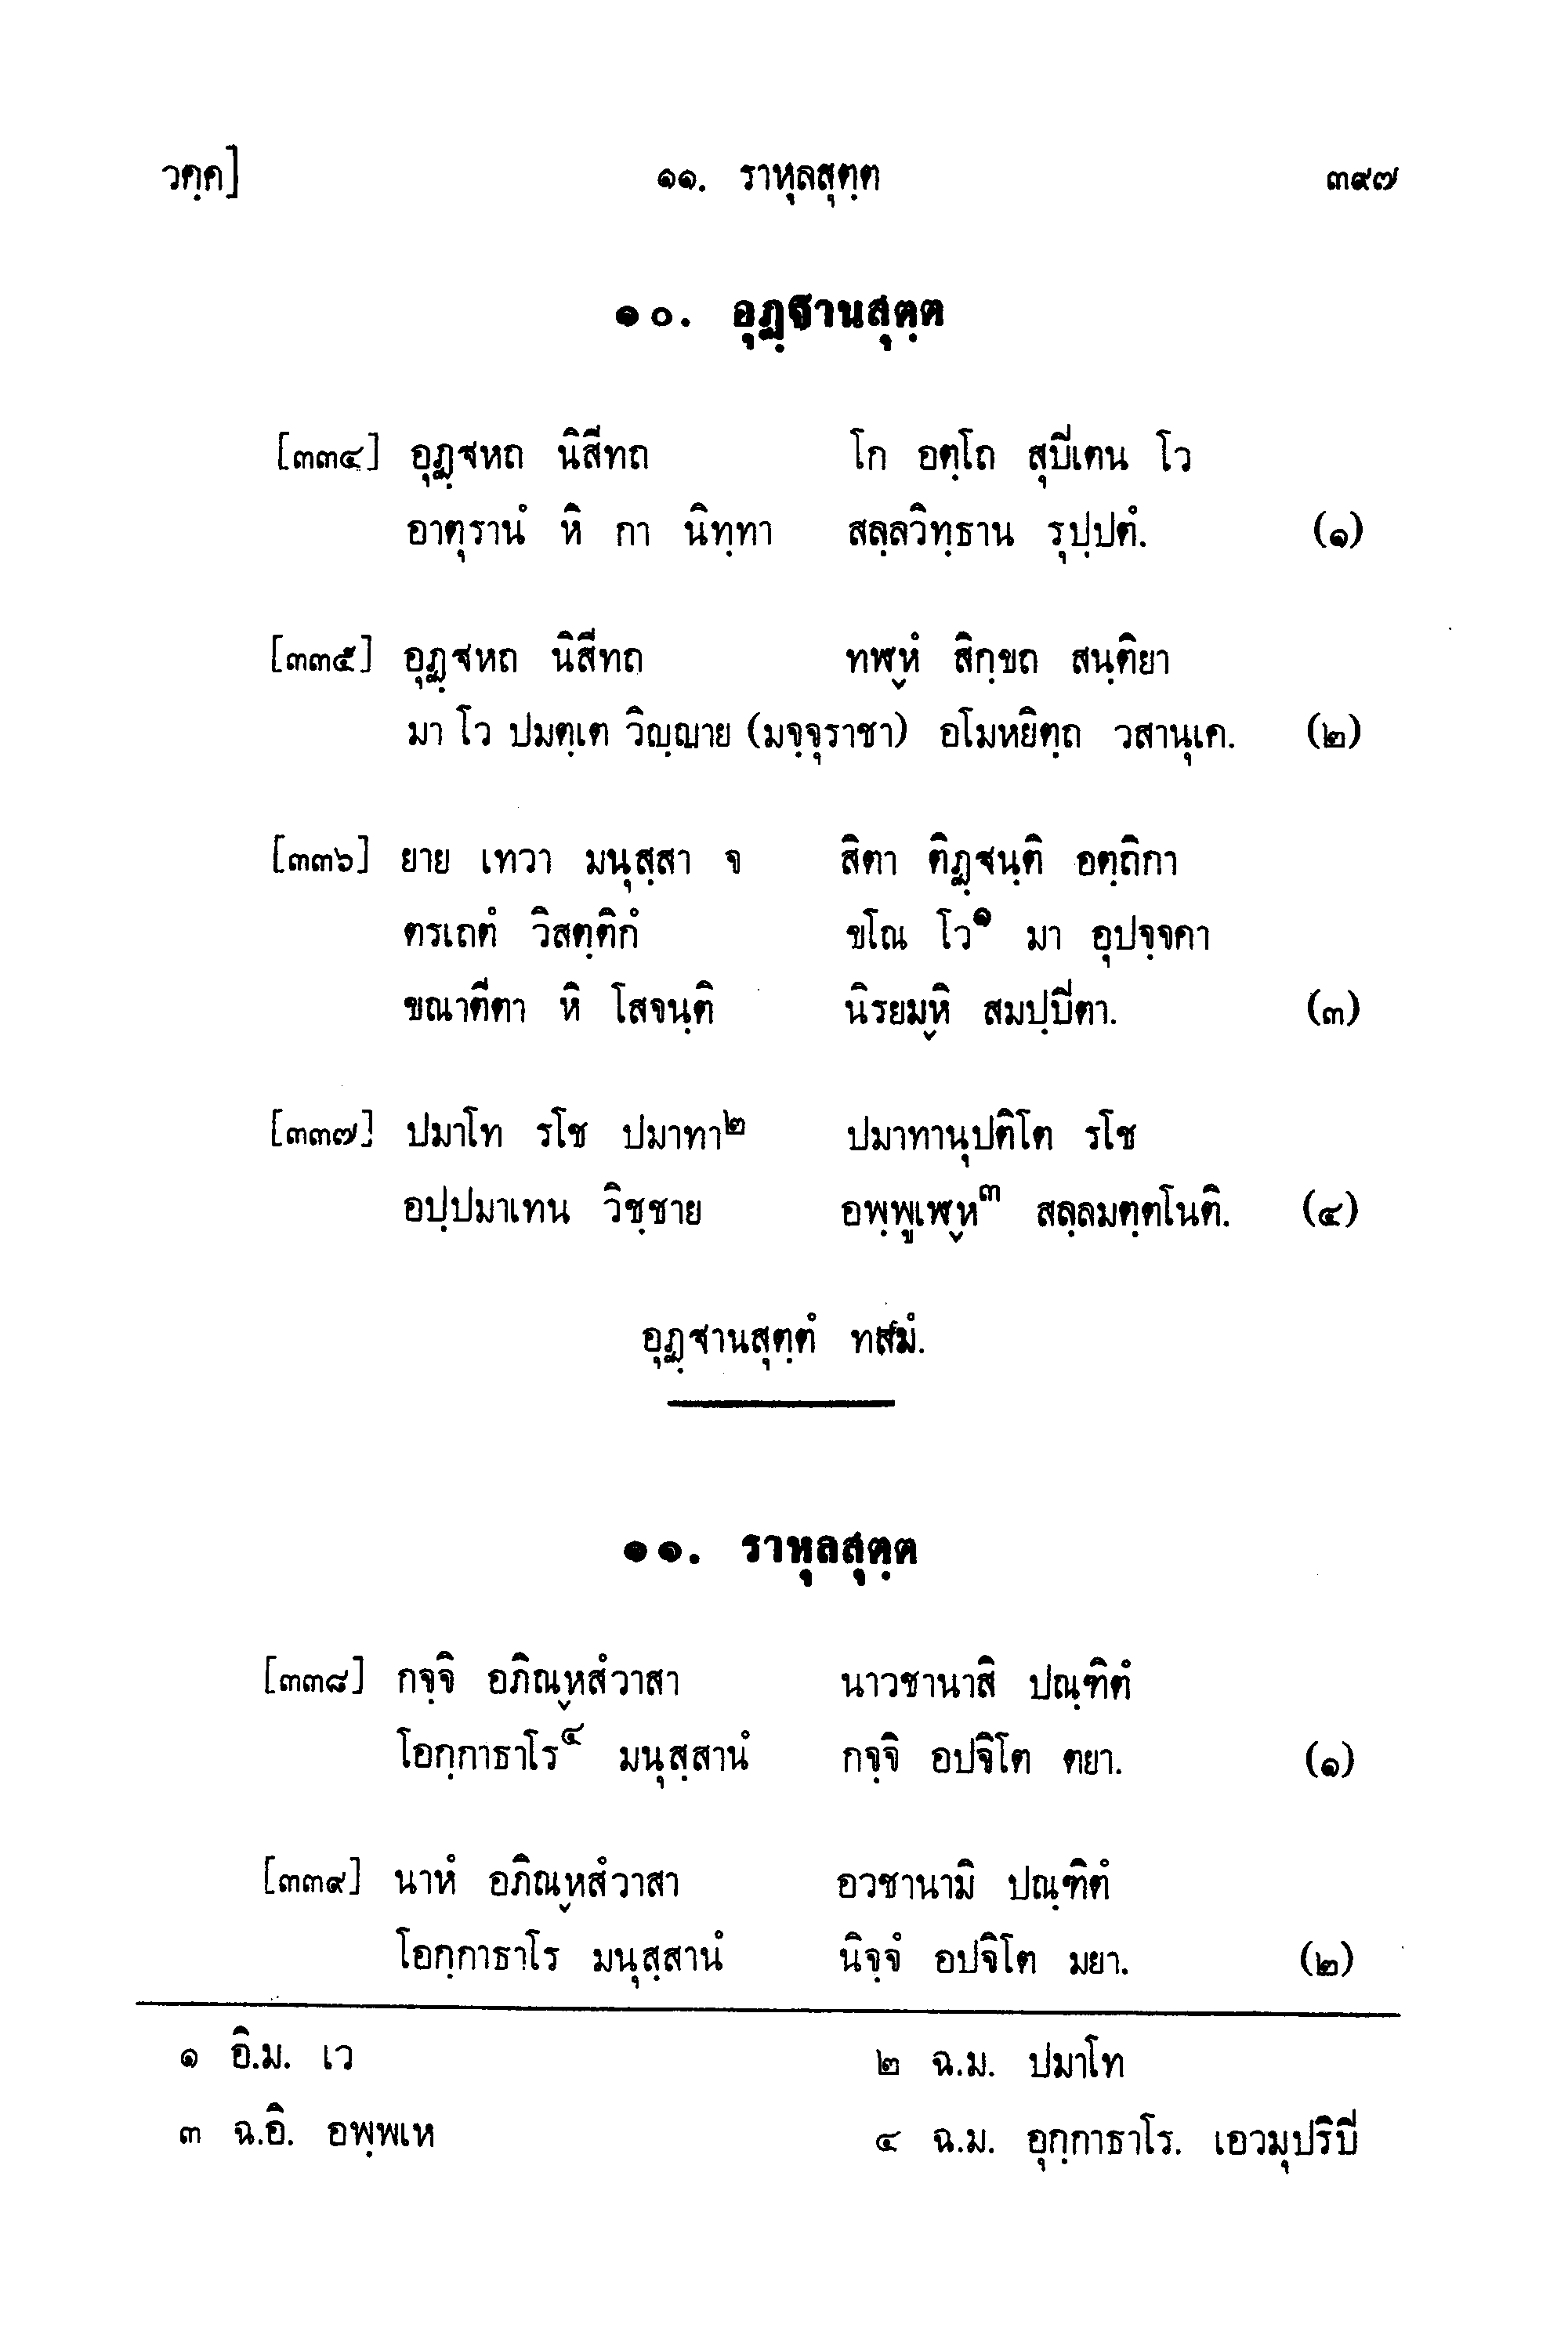 วคฺค] ๑๑. ราหุลสุตฺต ๓๙๗
๑๐. อุฏฺฐานสุตฺต
[๓๓๔] อุฏฺฐหถ นิสีทถ โก อตฺโถ สุปิเตน โว
อาตุรานํ หิ กา นิทฺทา สลฺลวิทฺธาน รุปฺปตํ. (๑)
[๓๓๕] อุฏฺฐหถ นิสีทถ ทฬฺหํ สิกฺขถ สนฺติยา
มา โว ปมตฺเต วิญฺญาย (มจฺจุราชา) อโมหยิตฺถ วสานุเค. (๒)
[๓๓๖] ยาย เทวา มนุสฺสา จ สิตา ติฏฺฐนฺติ อตฺถิกา
ตรเถตํ วิสตฺติกํ ขโณ โว๑ มา อุปจฺจคา
ขณาตีตา หิ โสจนฺติ นิรยมฺหิ สมปฺปิตา. (๓)
[๓๓๗] ปมาโท รโช ปมาทา๒ ปมาทานุปติโต รโช
อปฺปมาเทน วิชฺชาย อพฺพูเฬฺห๓ สลฺลมตฺตโนติ. (๔)
อุฏฺฐานสุตฺตํ ทสมํ.
๑๑. ราหุลสุตฺต
[๓๓๘] กจฺจิ อภิณฺหสํวาสา นาวชานาสิ ปณฺฑิตํ
โอกฺกาธาโร๔ มนุสฺสานํ กจฺจิ อปจิโต ตยา. (๑)
[๓๓๙] นาหํ อภิณฺหสํวาสา อวชานามิ ปณฺฑิตํ
โอกฺกาธาโร มนุสฺสานํ นิจฺจํ อปจิโต มยา. (๒)
๑ อิ.ม. เว ๒ ฉ.ม. ปมาโท
๓ ฉ.อิ. อพฺพเห ๔ ฉ.ม. อุกฺกาธาโร. เอวมุปริปิ